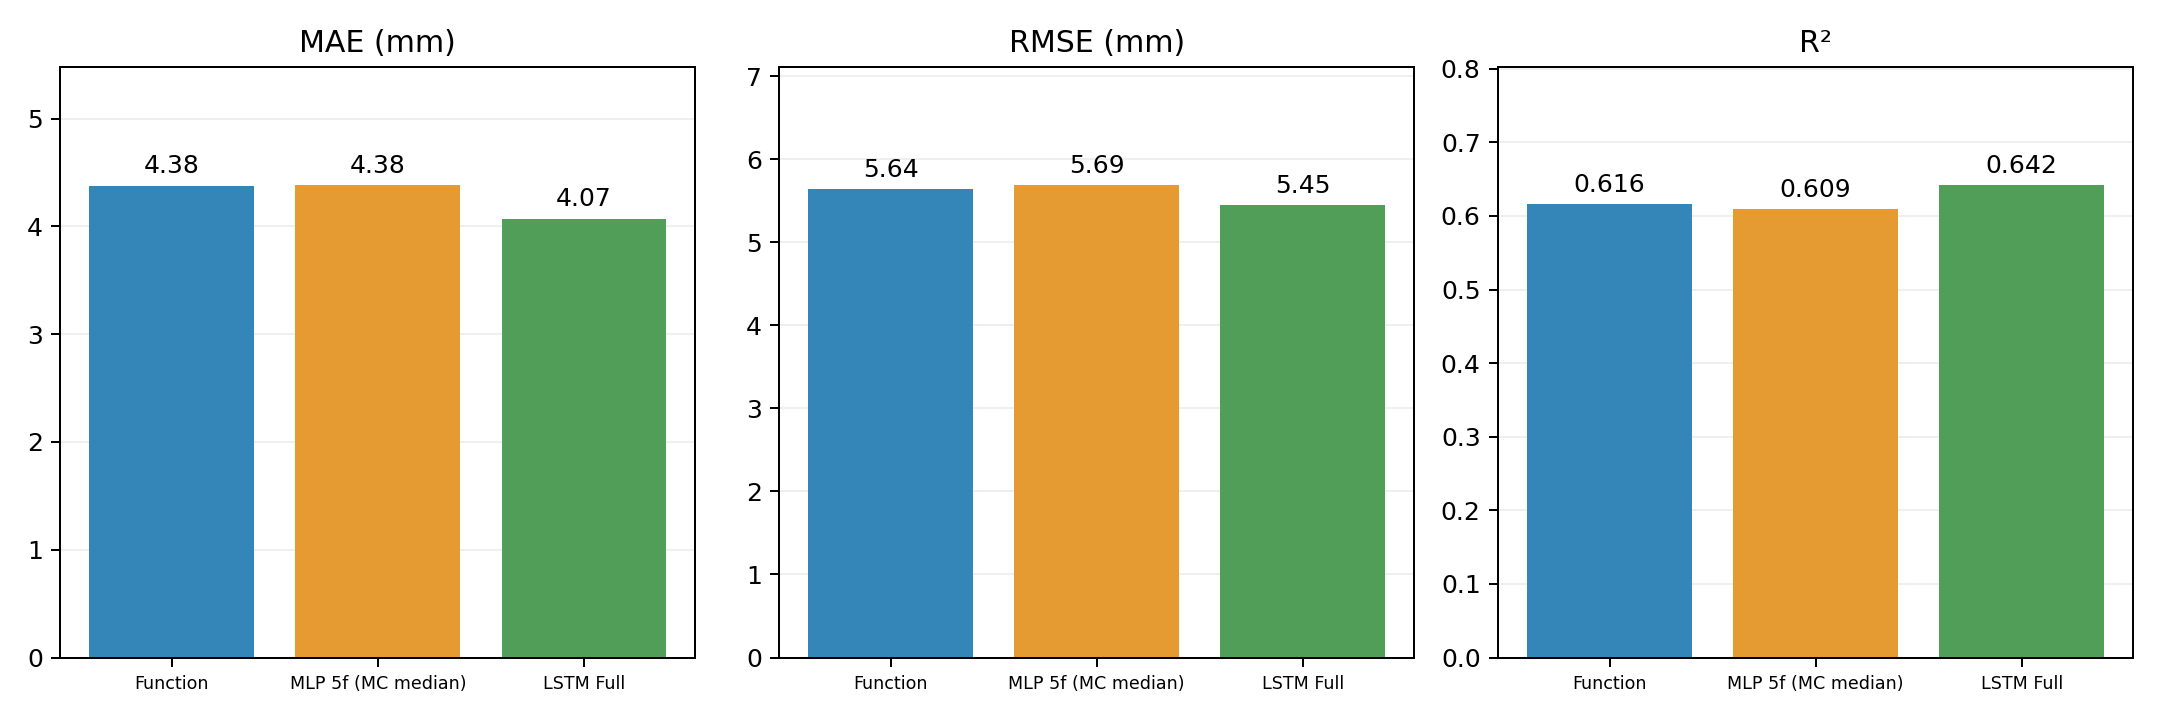 MAE (mm)
5
4
3
2
1
0
4.38
4.38
4.07
Function
MLP 5f (MC median)
LSTM Full
RMSE (mm)
7
6
5
4
3
2
1
0
5.64
5.69
5.45
Function
MLP 5f (MC median)
LSTM Full
R²
0.8
0.7
0.6
0.5
0.4
0.3
0.2
0.1
0.0
0.616
0.609
0.642
Function
MLP 5f (MC median)
LSTM Full